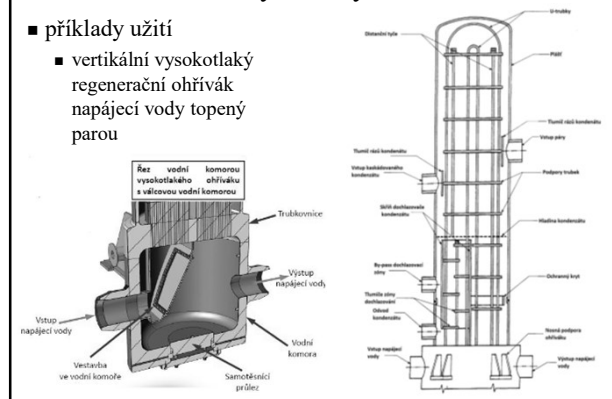 ■ příklady užití
■ vertikální vysokotlaký
regenerační ohřívák
napájecí vody topený
parou
Řez vodní komorou
vysokotlakého ohříváku
s válcovou vodní komorou
Trubkovnice
Výstup
napájecí vody
Vstup
napájecí vody
Vodní
komora
Vestavba
ve vodní komoře
Samotěsnící
průlez
U-trubky
Distanční tyče
Plášť
Tlumič rázů kondenzátu
Vstup páry
Tlumič rázů kondenzátu
Vstup kaskádovaného
kondenzátu
Podpory trubek
Skříň dochlazovače
kondenzátu
Hladina kondenzátu
By-pass dochlazovací
zóny
Ochranný kryt
Tlumiče zóny
dochlazování
Odvod
kondenzátu
Nosná podpora
ohříváku
Vstup napájecí
vody
Výstup napájecí
vody